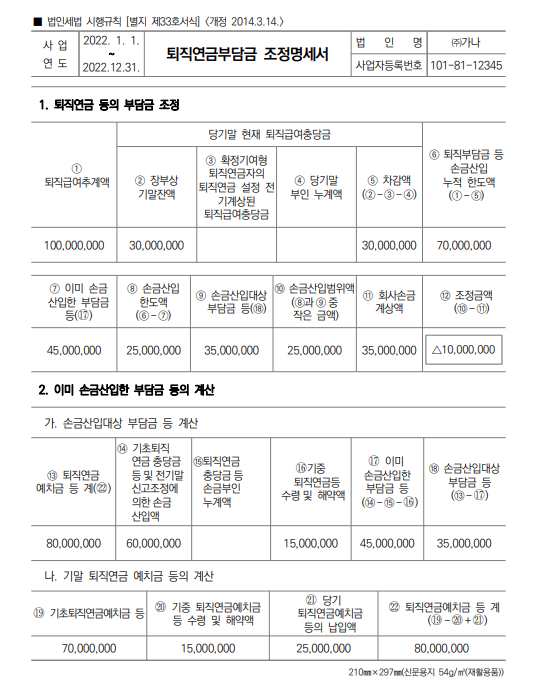 ■ 법인세법 시행규칙 [별지 제33호서식] <개정 2014.3.14.>
사 업
연 도
2022. 1. 1.
~
2022.12.31.
퇴직연금부담금 조정명세서
법 인 명
㈜가나
사업자등록번호
101-81-12345
1. 퇴직연금 등의 부담금 조정
①
퇴직급여추계액
당기말 현재 퇴직급여충당금
② 장부상
기말잔액
③ 확정기여형
퇴직연금자의
퇴직연금 설정 전
기계상된
퇴직급여충당금
④ 당기말
부인 누계액
⑤ 차감액
(②-③-④)
⑥ 퇴직부담금 등
손금산입
누적 한도액
(①-⑤)
100,000,000
30,000,000
30,000,000
70,000,000
⑦ 이미 손금
산입한 부담금
등(⑰)
⑧ 손금산입
한도액
(⑥-⑦)
⑨ 손금산입대상
부담금 등(⑱)
⑩ 손금산입범위액
(⑧과 ⑨ 중
작은 금액)
⑪ 회사손금
계상액
⑫ 조정금액
(⑩-⑪)
45,000,000
25,000,000
35,000,000
25,000,000
35,000,000
△10,000,000
2. 이미 손금산입한 부담금 등의 계산
가. 손금산입대상 부담금 등 계산
⑬ 퇴직연금
예치금 등 계(㉒)
⑭ 기초퇴직
연금 충당금
등 및 전기말
신고조정에
의한 손금
산입액
⑮퇴직연금
충당금 등
손금부인
누계액
⑯기중
퇴직연금등
수령 및 해약액
⑰ 이미
손금산입한
부담금 등
(⑭-⑮-⑯)
⑱ 손금산입대상
부담금 등
(⑬-⑰)
80,000,000
60,000,000
15,000,000
45,000,000
35,000,000
나. 기말 퇴직연금 예치금 등의 계산
⑲ 기초퇴직연금예치금 등
⑳ 기중 퇴직연금예치금
등 수령 및 해약액
㉑ 당기
퇴직연금예치금
등의 납입액
㉒ 퇴직연금예치금 등 계
(⑲-⑳+㉑)
70,000,000
15,000,000
25,000,000
80,000,000
210㎜×297㎜(신문용지 54g/㎡(재활용품))